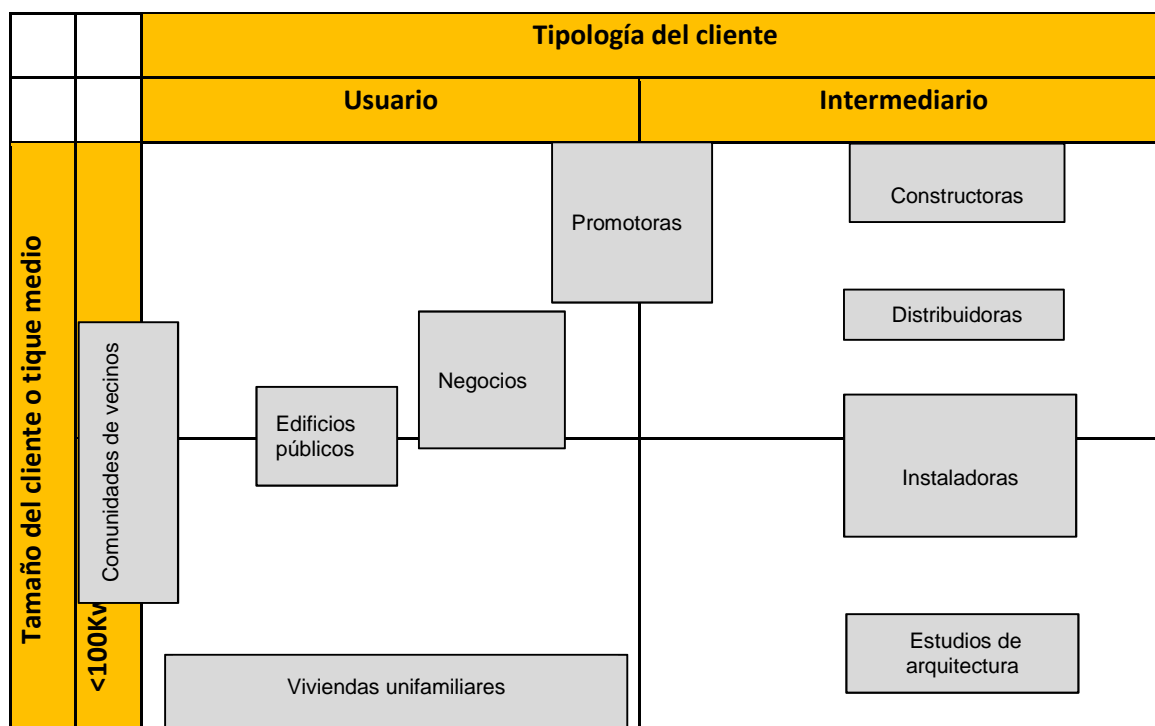 Tipología del cliente
Usuario
Intermediario
Tamaño del cliente o tique medio
Promotoras
Constructoras
Distribuidoras
Comunidades de vecinos
Negocios
Edificios
públicos
Instaladoras
<100Kw
Estudios de
arquitectura
Viviendas unifamiliares